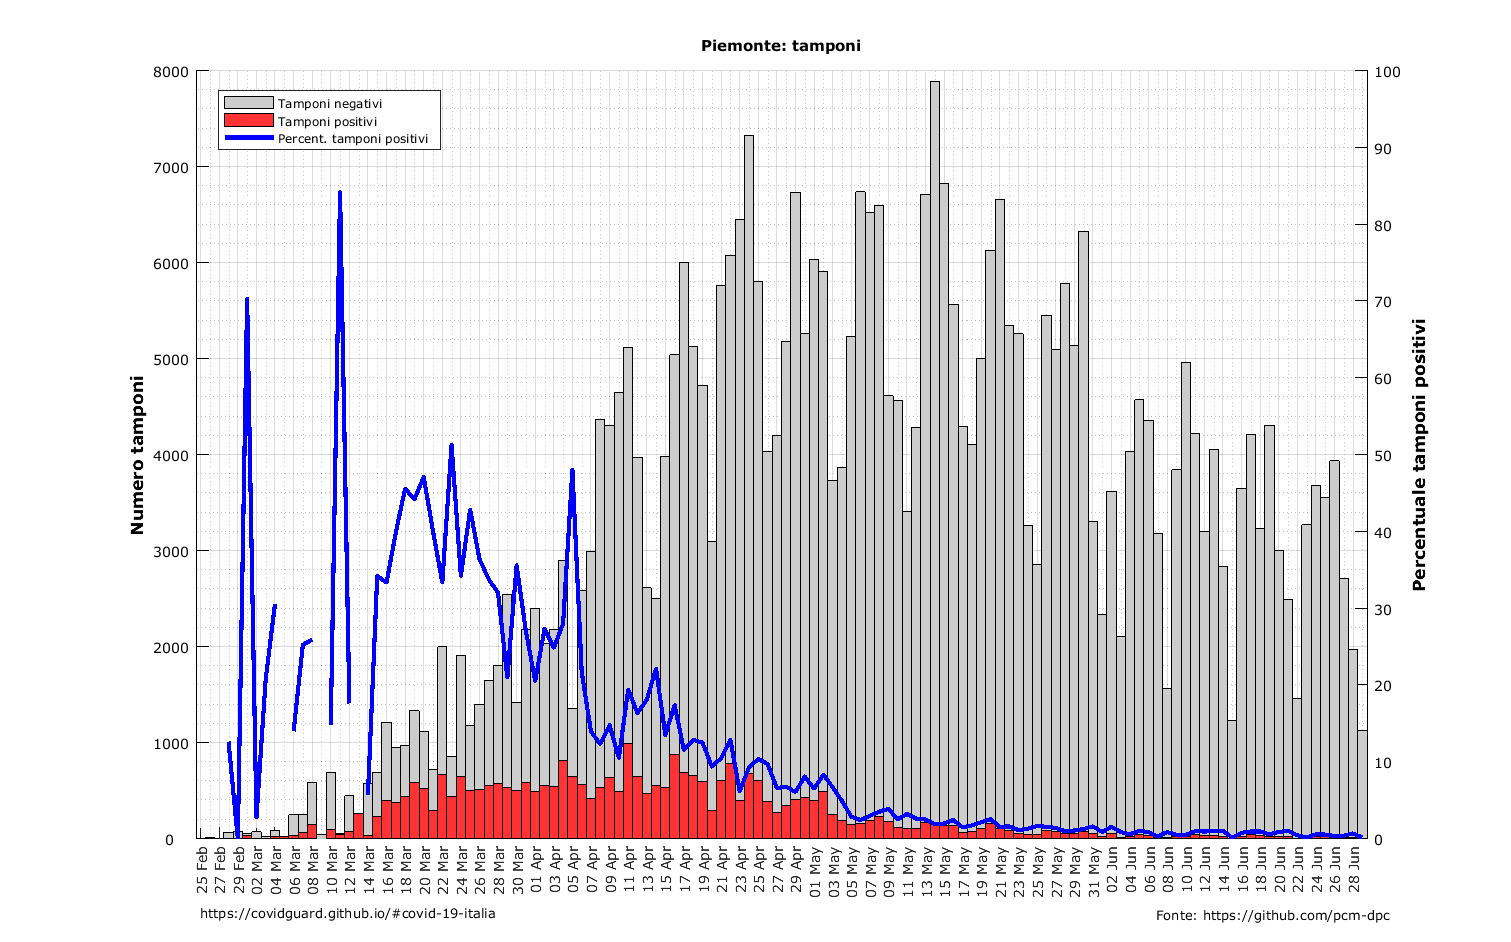 Piemonte: tamponi
8000
7000
6000
5000
4000
3000
2000
1000
0
Numero tamponi
Tamponi negativi
Tamponi positivi
Percent. tamponi positivi
100
90
80
70
60
50
40
30
20
10
0
Percentuale tamponi positivi
25 Feb
27 Feb
29 Feb
02 Mar
04 Mar
06 Mar
08 Mar
10 Mar
12 Mar
14 Mar
16 Mar
18 Mar
20 Mar
22 Mar
24 Mar
26 Mar
28 Mar
30 Mar
01 Apr
03 Apr
05 Apr
07 Apr
09 Apr
11 Apr
13 Apr
15 Apr
17 Apr
19 Apr
21 Apr
23 Apr
25 Apr
27 Apr
29 Apr
01 May
03 May
05 May
07 May
09 May
11 May
13 May
15 May
17 May
19 May
21 May
23 May
25 May
27 May
29 May
31 May
02 Jun
04 Jun
06 Jun
08 Jun
10 Jun
12 Jun
14 Jun
16 Jun
18 Jun
20 Jun
22 Jun
24 Jun
26 Jun
28 Jun
https://covidguard.github.io/#covid-19-italia
Fonte: https://github.com/pcm-dpc